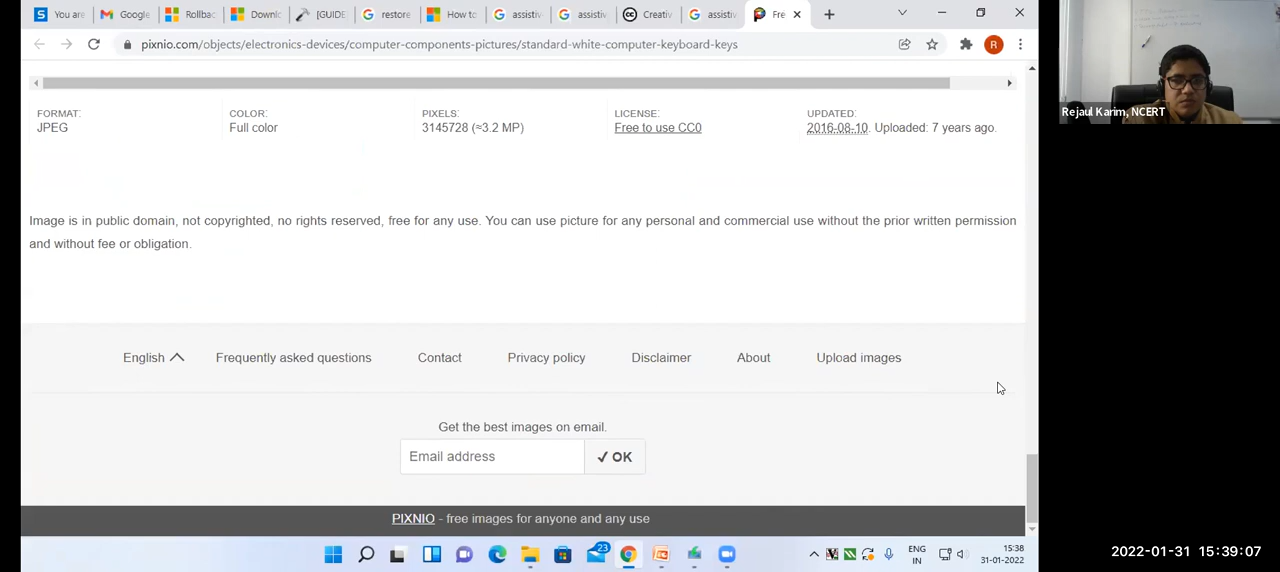 You are
Google
Rollba
Downl
[GUIDE
restore
How to
assistiv
assistiv
Creativ
assistiv
Fre
pixnio.com/objects/electronics-devices/computer-components-pictures/standard-white-computer-keyboard-keys
R
Rejaul Karim, NCERT
FORMAT: COLOR: PIXELS: LICENSE: UPDATED:
JPEG Full color 3145728 (≈3.2 MP) Free to use CC0 2016-08-10. Uploaded: 7 years ago.
Image is in public domain, not copyrighted, no rights reserved, free for any use. You can use picture for any personal and commercial use without the prior written permission
and without fee or obligation.
English Frequently asked questions Contact Privacy policy Disclaimer About Upload images
Get the best images on email.
Email address ✓ OK
PIXNIO - free images for anyone and any use
23
ENG
IN
15:38
31-01-2022
2022-01-31 15:39:07